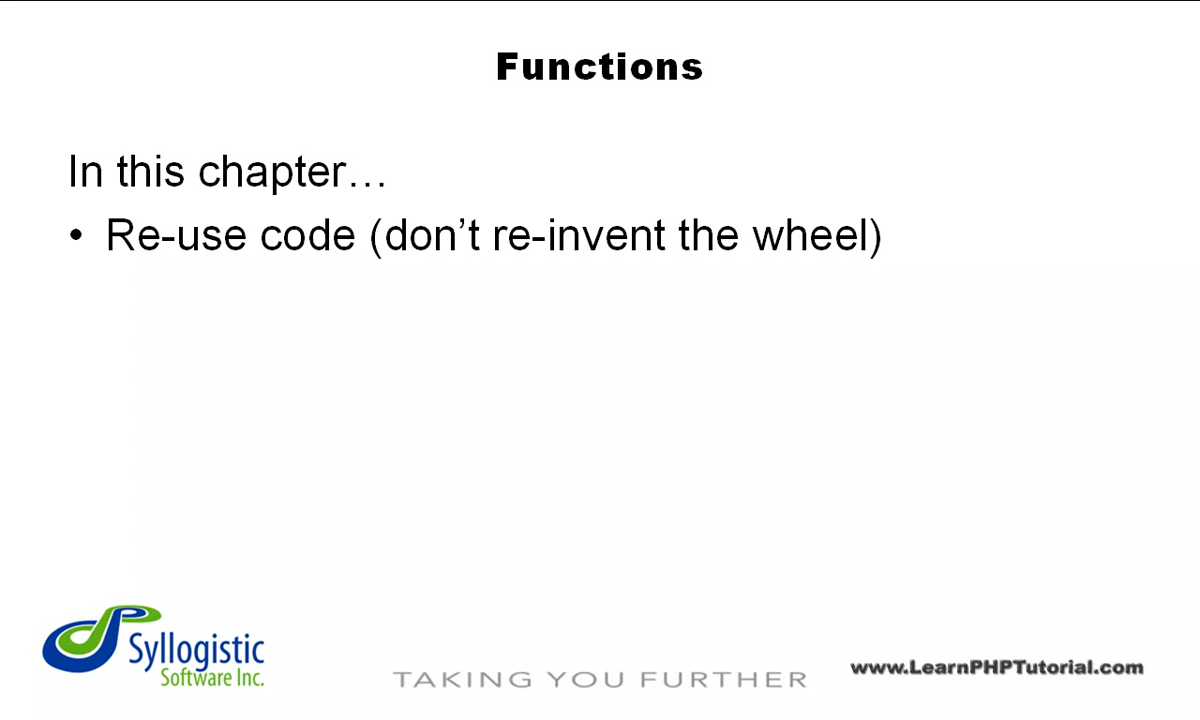 Functions
In this chapter…
• Re-use code (don’t re-invent the wheel)
Syllogistic
Software Inc.
TAKING YOU FURTHER
www.LearnPHPTutorial.com